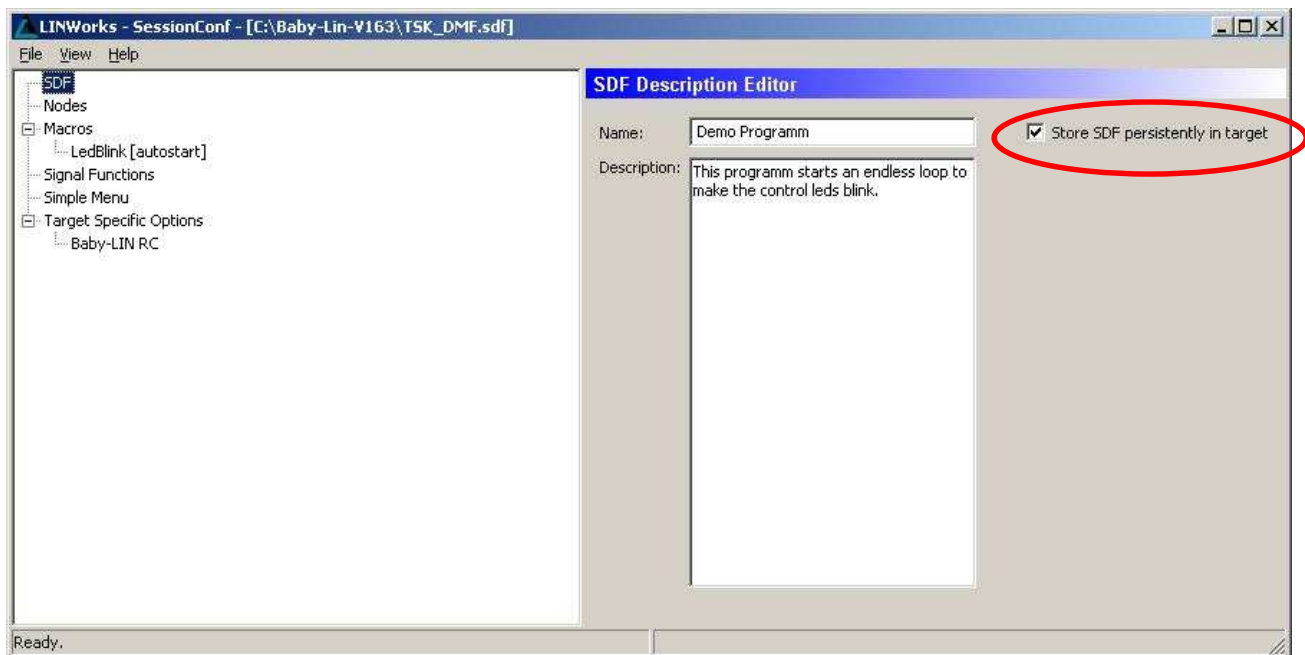 LINWorks - SessionConf - [C:\Baby-Lin-V163\TSK_DMF.sdf]
File View Help
SDF
Nodes
Macros
LedBlink [autostart]
Signal Functions
Simple Menu
Target Specific Options
Baby-LIN RC
SDF Description Editor
Name: Demo Programm
Store SDF persistently in target
Description: This programm starts an endless loop to
make the control leds blink.
Ready.